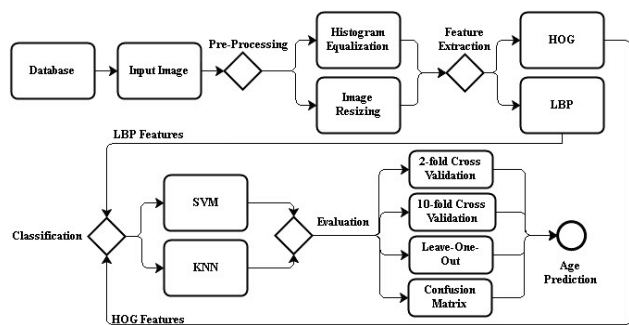 Database
Input Image
Pre-Processing
Histogram
Equalization
Image
Resizing
Feature
Extraction
HOG
LBP
LBP Features
Classification
SVM
KNN
Evaluation
2-fold Cross
Validation
10-fold Cross
Validation
Leave-One-
Out
Confusion
Matrix
Age
Prediction
HOG Features